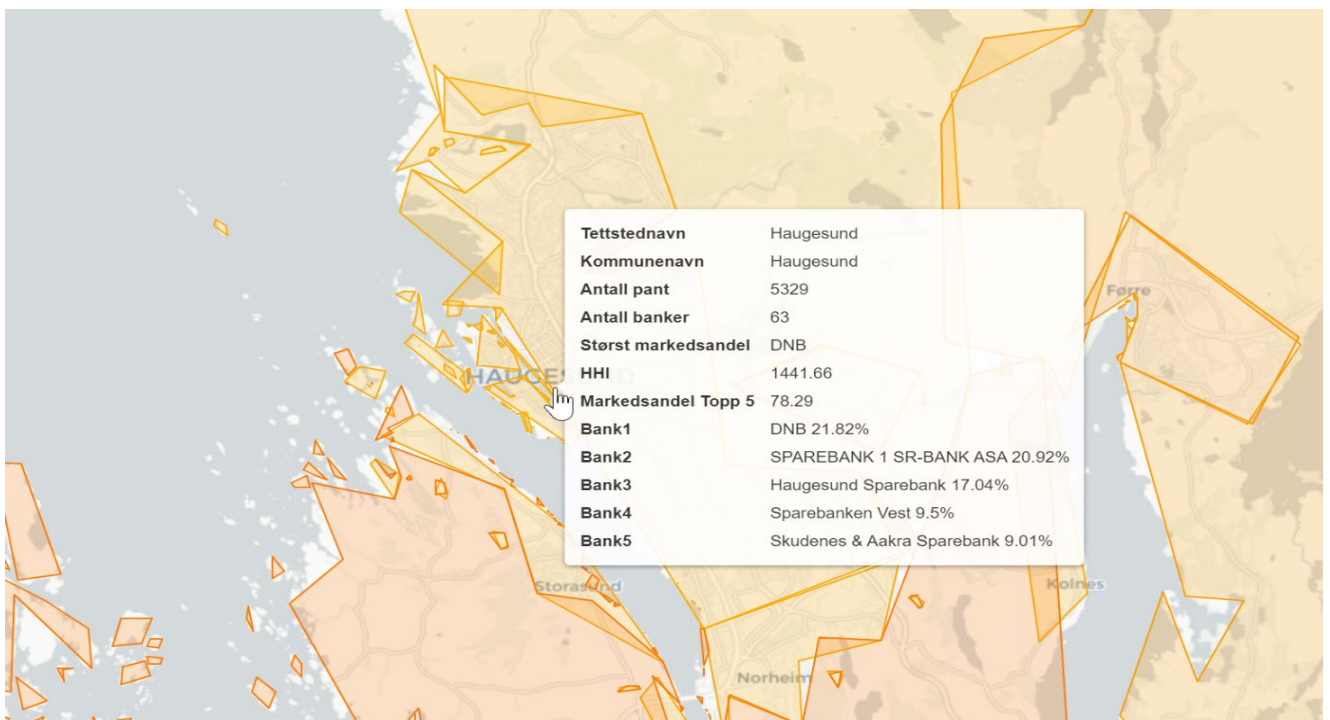 Tettstednavn Haugesund
Kommunenavn Haugesund
Antall pant 5329
Antall banker 63
Størst markedsandel DNB
HHI 1441.66
Markedsandel Topp 5 78.29
Bank1 DNB 21.82%
Bank2 SPAREBANK 1 SR-BANK ASA 20.92%
Bank3 Haugesund Sparebank 17.04%
Bank4 Sparebanken Vest 9.5%
Bank5 Skudenes & Aakra Sparebank 9.01%
Førre
HAUGESUND
Storasund
Kolnes
Norheim